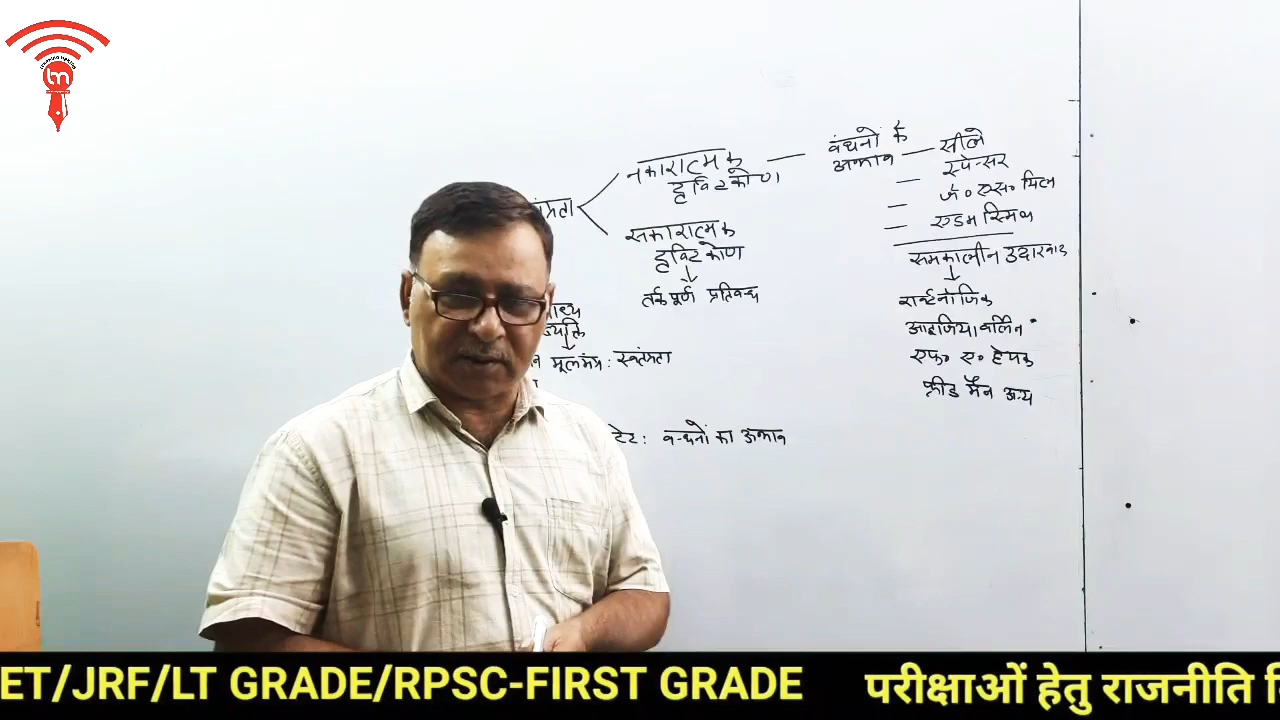 नकारात्मक
दृष्टिकोण
बंधनों के
अभाव
सीले
स्पेन्सर
जे० एस० मिल
एडम स्मिथ
सकारात्मक
दृष्टिकोण
तर्कपूर्ण प्रतिबन्ध
समकालीन उदारवाद
आइजिया बर्लिन
एफ० ए० हेयक
फ्रीड मैन अन्य
मूलमंत्र : स्वतंत्रता
बन्धनों का अभाव
ET/JRF/LT GRADE/RPSC-FIRST GRADE परीक्षाओं हेतु राजनीति